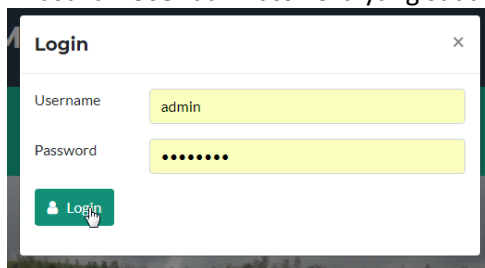 Login ×
Username admin
Password ••••••••
Login